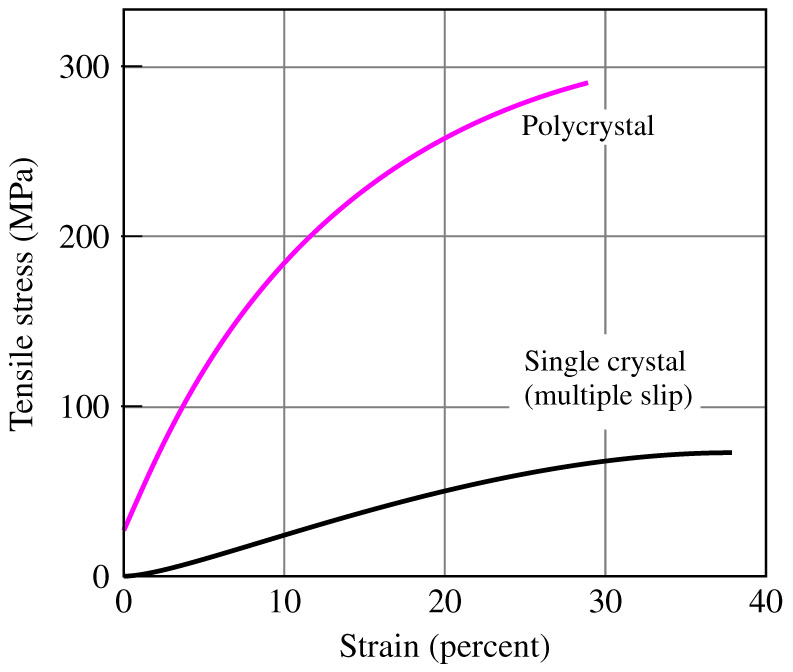 300
200
100
0
Tensile stress (MPa)
Polycrystal
Single crystal
(multiple slip)
0 10 20 30 40
Strain (percent)